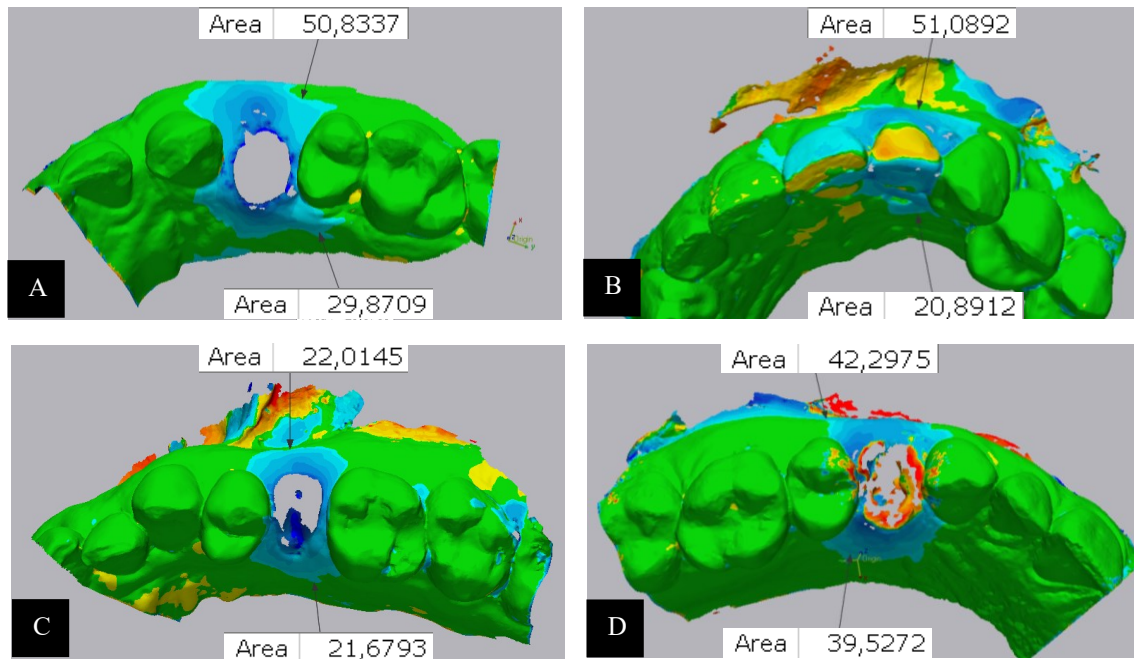 Area 50,8337
A
Area 29,8709
Area 51,0892
B
Area 20,8912
Area 22,0145
C
Area 21,6793
Area 42,2975
D
Area 39,5272